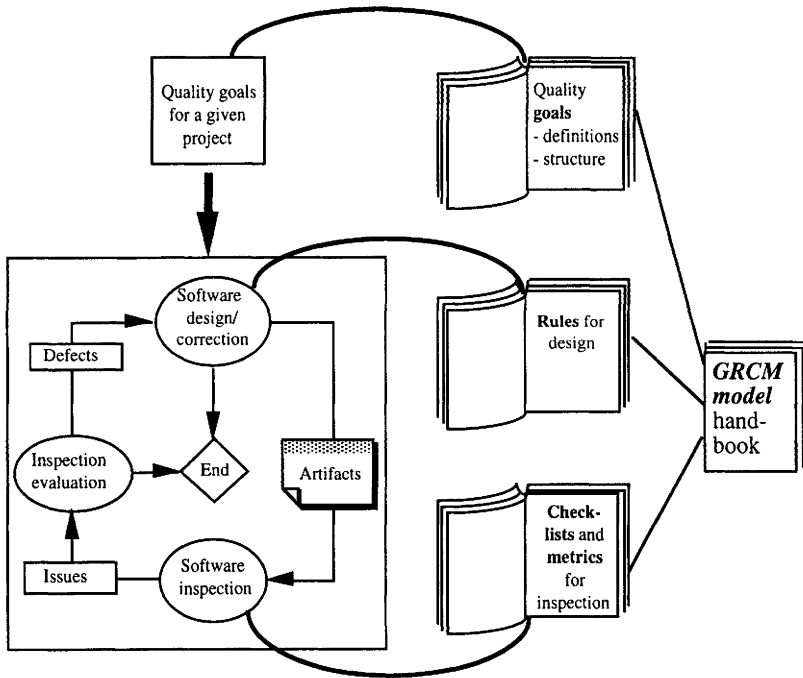 Quality goals
for a given
project
Quality
goals
- definitions
- structure
Software
design/
correction
Defects
Rules for
design
GRCM
model
hand-
book
Inspection
evaluation
End
Artifacts
Check-
lists and
metrics
for
inspection
Issues
Software
inspection